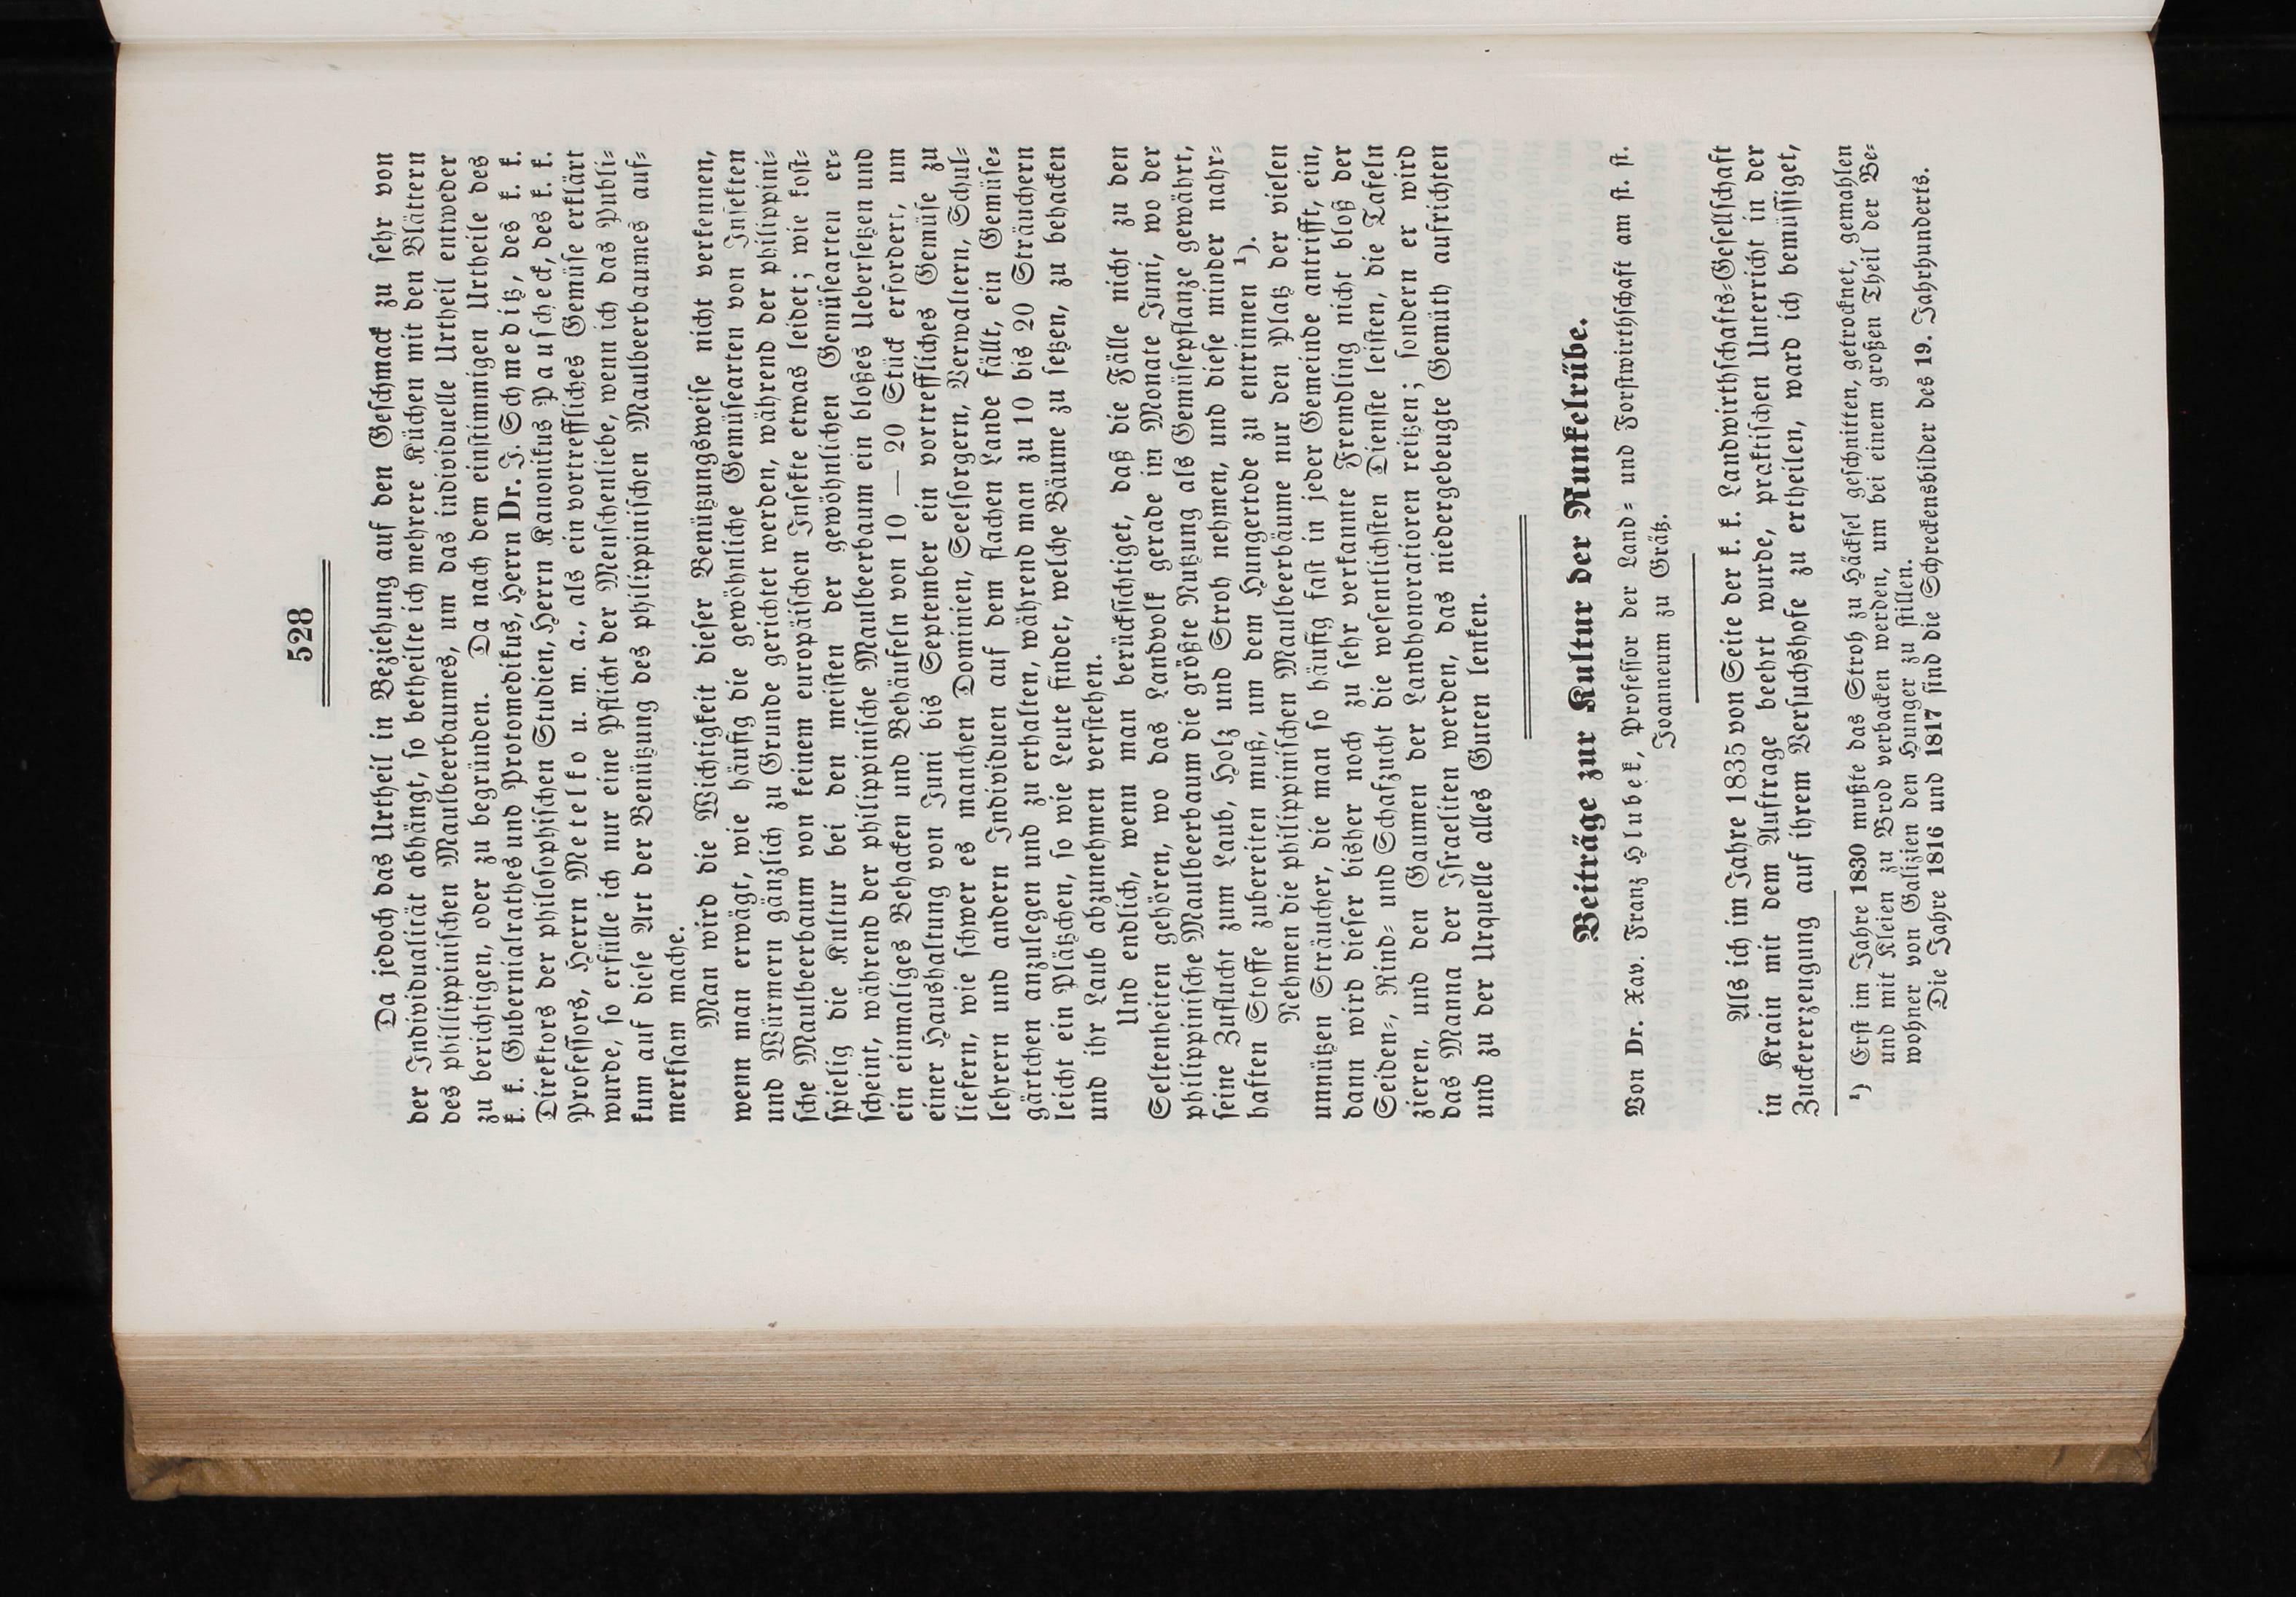 528
Da jedoch das Urtheil in Beziehung auf den Geschmack zu sehr von
der Individualität abhängt, so betheilte ich mehrere Küchen mit den Blättern
des phillippinischen Maulbeerbaumes, um das individuelle Urtheil entweder
zu berichtigen, oder zu begründen. Da nach dem einstimmigen Urtheile des
k. k. Gubernialrathes und Protomedikus, Herrn Dr. J. Schmeditz, des k. k.
Direktors der philosophischen Studien, Herrn Kanonikus Pauscheck, des k. k.
Professors, Herrn Metelko u. m. a., als ein vortreffliches Gemüse erklärt
wurde, so erfülle ich nur eine Pflicht der Menschenliebe, wenn ich das Publi-
kum auf diese Art der Benützung des philippinischen Maulbeerbaumes auf-
merksam mache.
Man wird die Wichtigkeit dieser Benützungsweise nicht verkennen,
wenn man erwägt, wie häufig die gewöhnliche Gemüsearten von Insekten
und Würmern gänzlich zu Grunde gerichtet werden, während der philippini-
sche Maulbeerbaum von keinem europäischen Insekte etwas leidet; wie kost-
spielig die Kultur bei den meisten der gewöhnlichen Gemüsearten er-
scheint, während der philippinische Maulbeerbaum ein bloßes Uebersetzen und
ein einmaliges Behacken und Behäufeln von 10 — 20 Stück erfordert, um
einer Haushaltung von Juni bis September ein vortreffliches Gemüse zu
liefern, wie schwer es manchen Dominien, Seelsorgern, Verwaltern, Schul-
lehrern und andern Individuen auf dem flachen Lande fällt, ein Gemüse-
gärtchen anzulegen und zu erhalten, während man zu 10 bis 20 Sträuchern
leicht ein Plätzchen, so wie Leute findet, welche Bäume zu setzen, zu behacken
und ihr Laub abzunehmen verstehen.
Und endlich, wenn man berücksichtiget, daß die Fälle nicht zu den
Seltenheiten gehören, wo das Landvolk gerade im Monate Juni, wo der
philippinische Maulbeerbaum die größte Nutzung als Gemüsepflanze gewährt,
seine Zuflucht zum Laub, Holz und Stroh nehmen, und diese minder nahr-
haften Stoffe zubereiten muß, um dem Hungertode zu entrinnen ¹).
Nehmen die philippinischen Maulbeerbäume nur den Platz der vielen
unnützen Sträucher, die man so häufig fast in jeder Gemeinde antrifft, ein,
dann wird dieser bisher noch zu sehr verkannte Fremdling nicht bloß der
Seiden-, Rind- und Schafzucht die wesentlichsten Dienste leisten, die Tafeln
zieren, und den Gaumen der Landhonoratioren reitzen; sondern er wird
das Manna der Israeliten werden, das niedergebeugte Gemüth aufrichten
und zu der Urquelle alles Guten lenken.
Beiträge zur Kultur der Runkelrübe.
Von Dr. Xav. Franz Hlubek, Professor der Land- und Forstwirthschaft am st. st.
Joanneum zu Grätz.
Als ich im Jahre 1835 von Seite der k. k. Landwirthschafts-Gesellschaft
in Krain mit dem Auftrage beehrt wurde, praktischen Unterricht in der
Zuckererzeugung auf ihrem Versuchshofe zu ertheilen, ward ich bemüssiget,
¹) Erst im Jahre 1830 mußte das Stroh zu Häcksel geschnitten, getrocknet, gemahlen
und mit Kleien zu Brod verbacken werden, um bei einem großen Theil der Be-
wohner von Galizien den Hunger zu stillen.
Die Jahre 1816 und 1817 sind die Schreckensbilder des 19. Jahrhunderts.